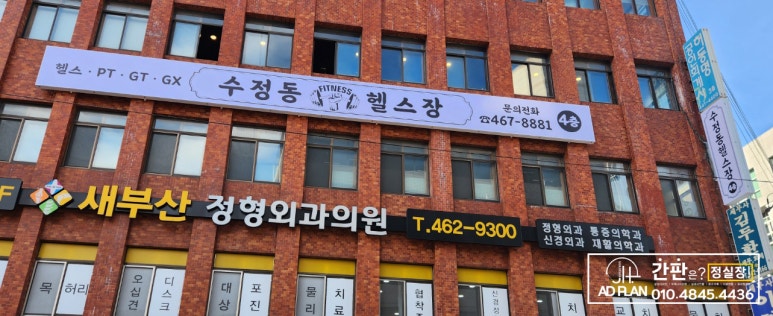 헬스 · PT · GT · GX
수정동
FITNESS
헬스장
문의전화
☎467-8881
4층
수정동헬스장
F
새부산 정형외과의원
T.462-9300
정형외과 통증의학과
신경외과 재활의학과
목
허리
오십견
디스크
대상
포진
물리
치료
협착
신경
간판은? 정실장!
AD PLAN
010.4845.4436